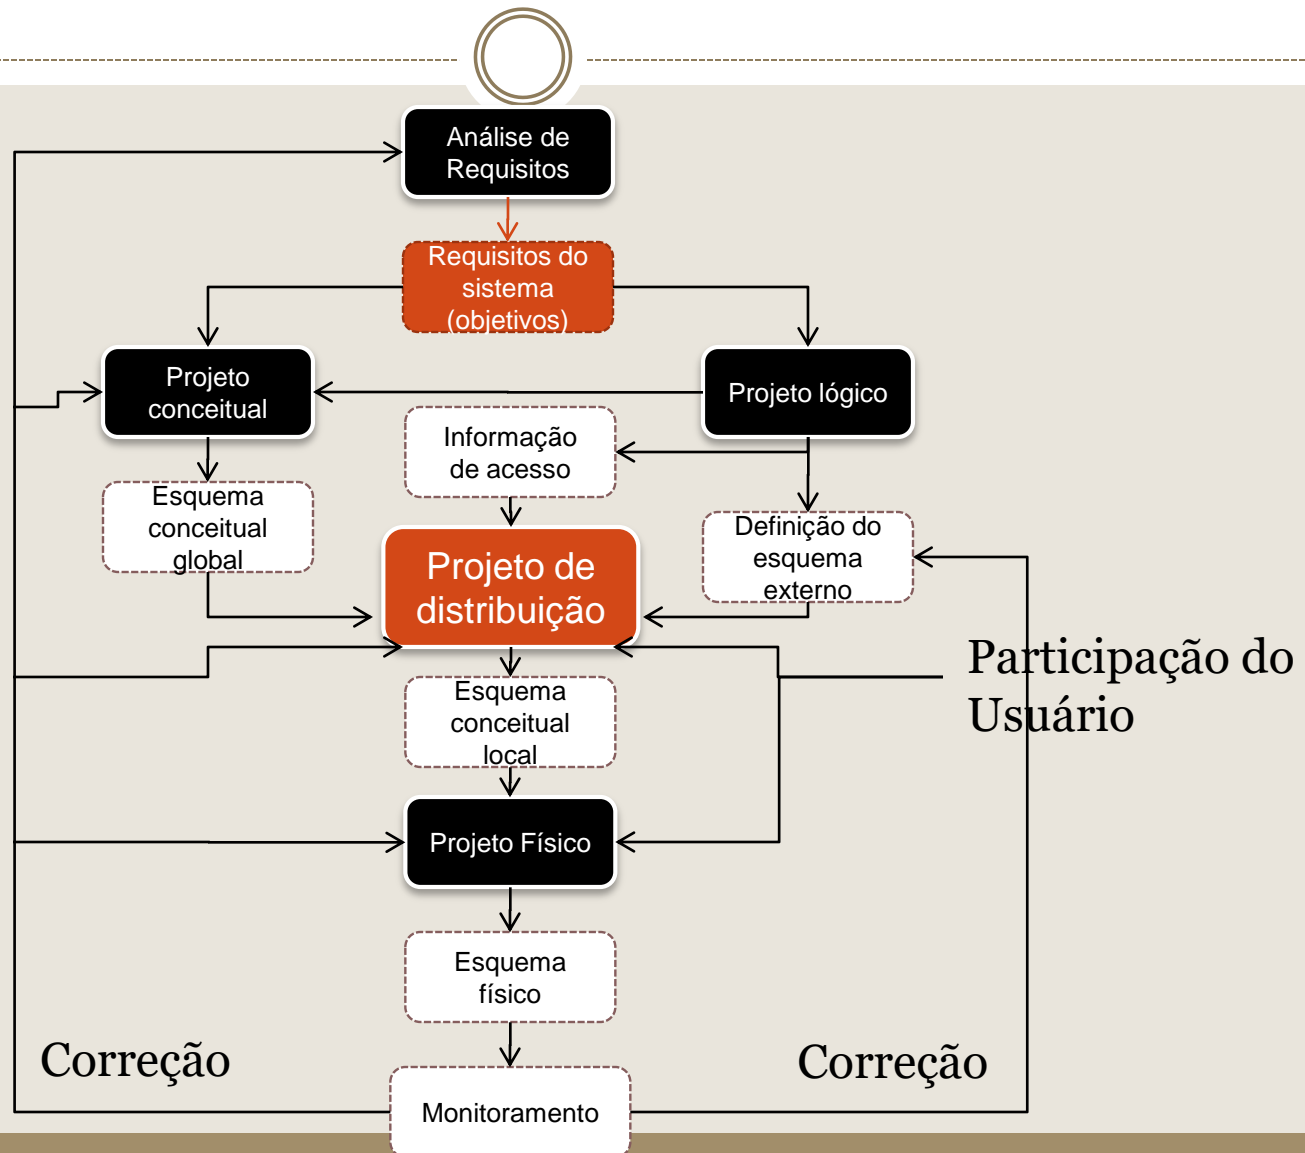 Análise de
Requisitos
Requisitos do
sistema
(objetivos)
Projeto
conceitual
Projeto lógico
Informação
de acesso
Esquema
conceitual
global
Definição do
esquema
externo
Projeto de
distribuição
Participação do
Usuário
Esquema
conceitual
local
Projeto Físico
Esquema
físico
Correção
Correção
Monitoramento